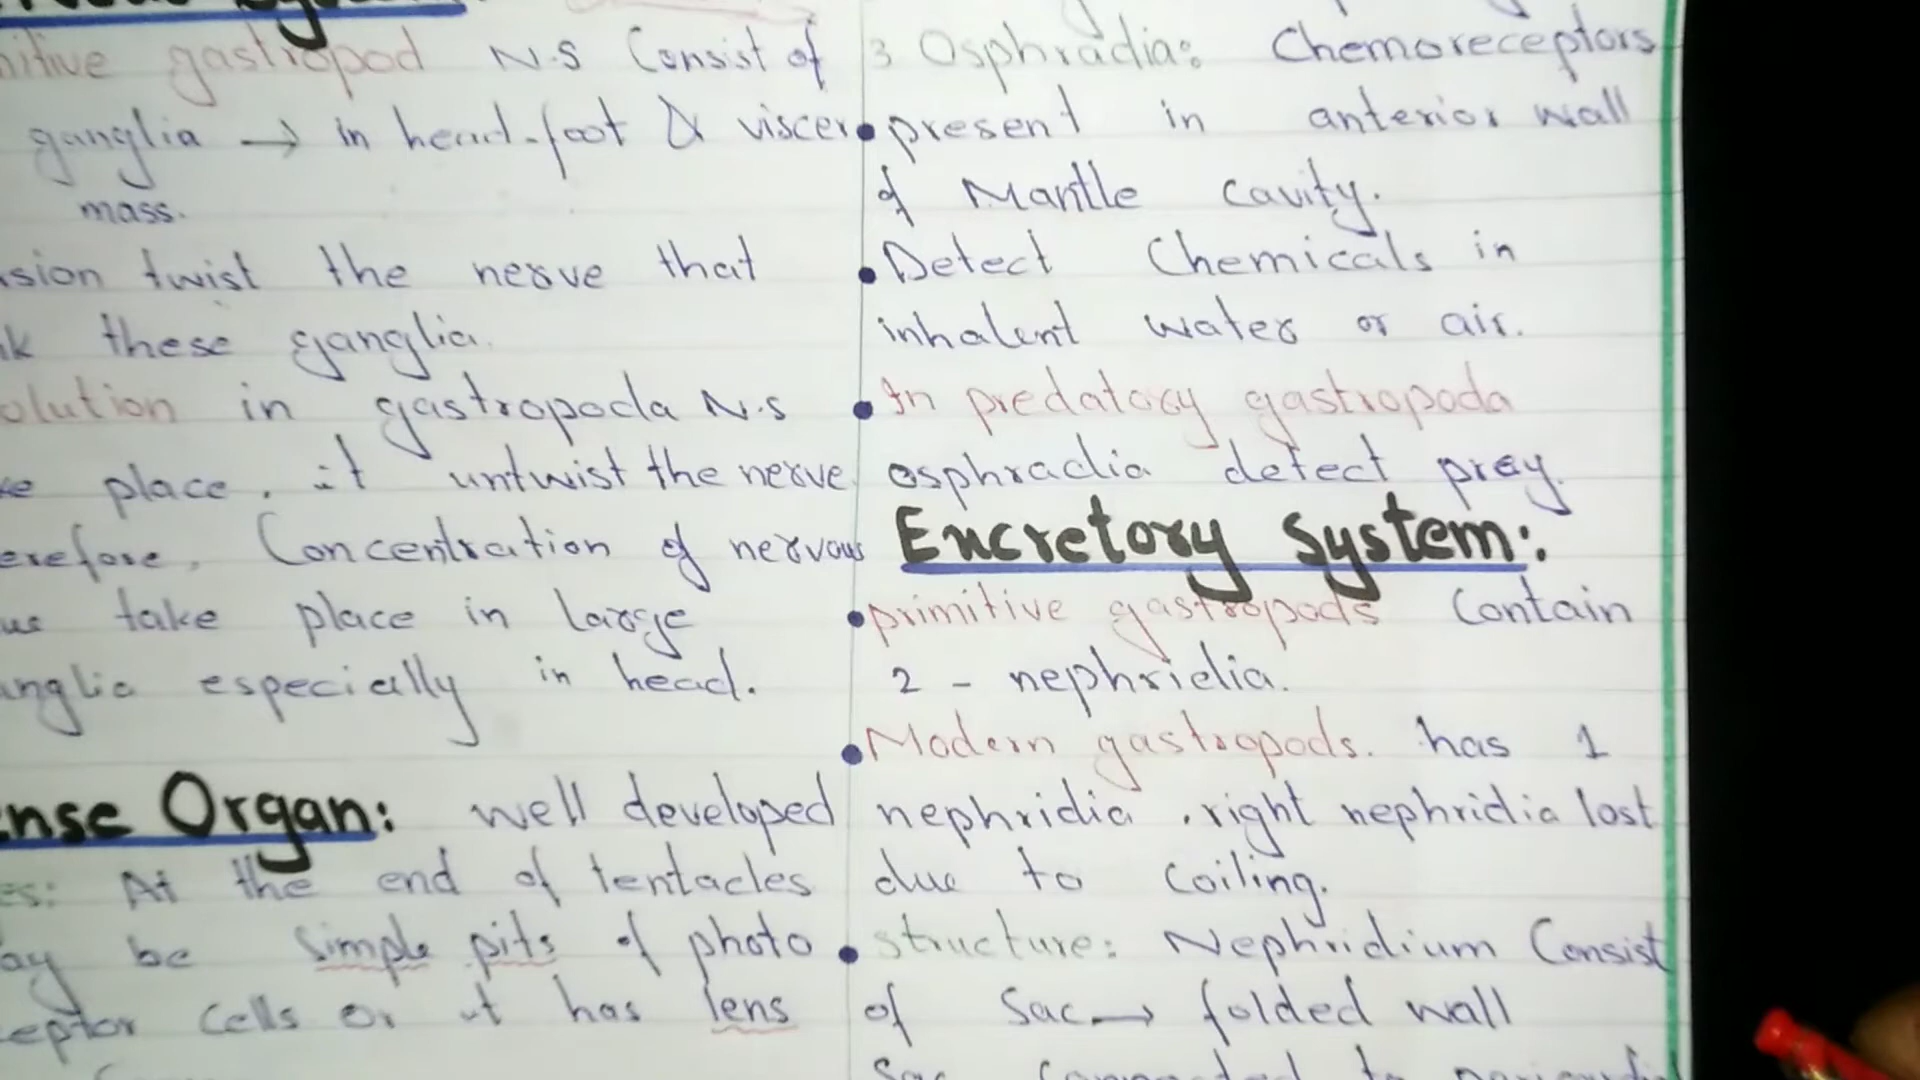 gastropod N.S Consist of
ganglia → in head-foot & viscer
mass.
twist the nerve that
these ganglia.
in gastropoda N.S
place. it untwist the nerve
Concentration of nervous
take place in large
especially in head.
Organ: well developed
At the end of tentacles
be simple pits of photo
cells or it has lens
3 Osphradia: Chemoreceptors
• present in anterior wall
of Mantle cavity.
• Detect Chemicals in
inhalent water or air.
• In predatory gastropoda
osphradia detect prey.
Excretory System:
• primitive gastropods Contain
2 - nephridia.
• Modern gastropods. has 1
nephridia . right nephridia lost
due to Coiling.
• structure: Nephridium Consist
of Sac → folded wall